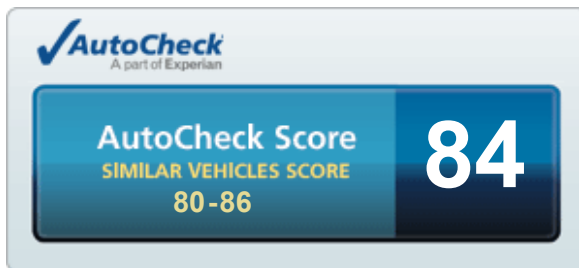 AutoCheck
A part of Experian
AutoCheck Score
SIMILAR VEHICLES SCORE
80-86
84